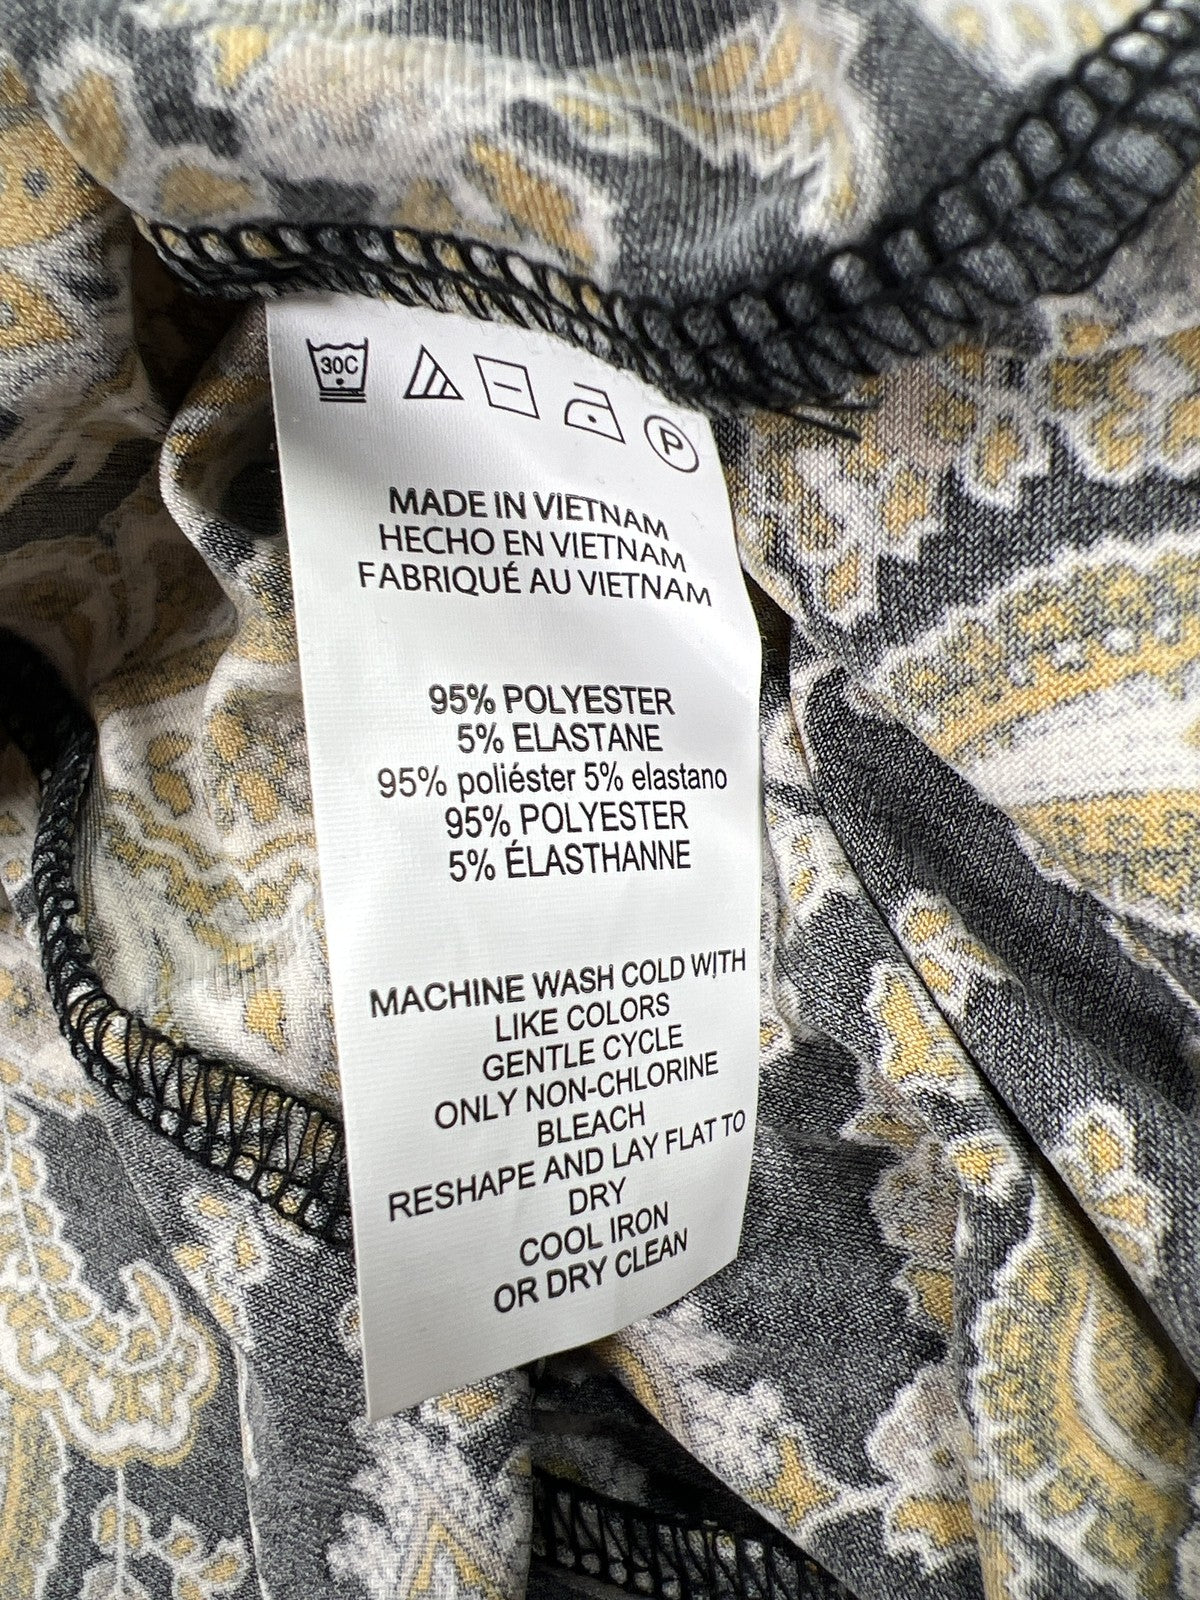 30C
P
MADE IN VIETNAM
HECHO EN VIETNAM
FABRIQUÉ AU VIETNAM
95% POLYESTER
5% ELASTANE
95% poliéster 5% elastano
95% POLYESTER
5% ÉLASTHANNE
MACHINE WASH COLD WITH
LIKE COLORS
GENTLE CYCLE
ONLY NON-CHLORINE
BLEACH
RESHAPE AND LAY FLAT TO
DRY
COOL IRON
OR DRY CLEAN